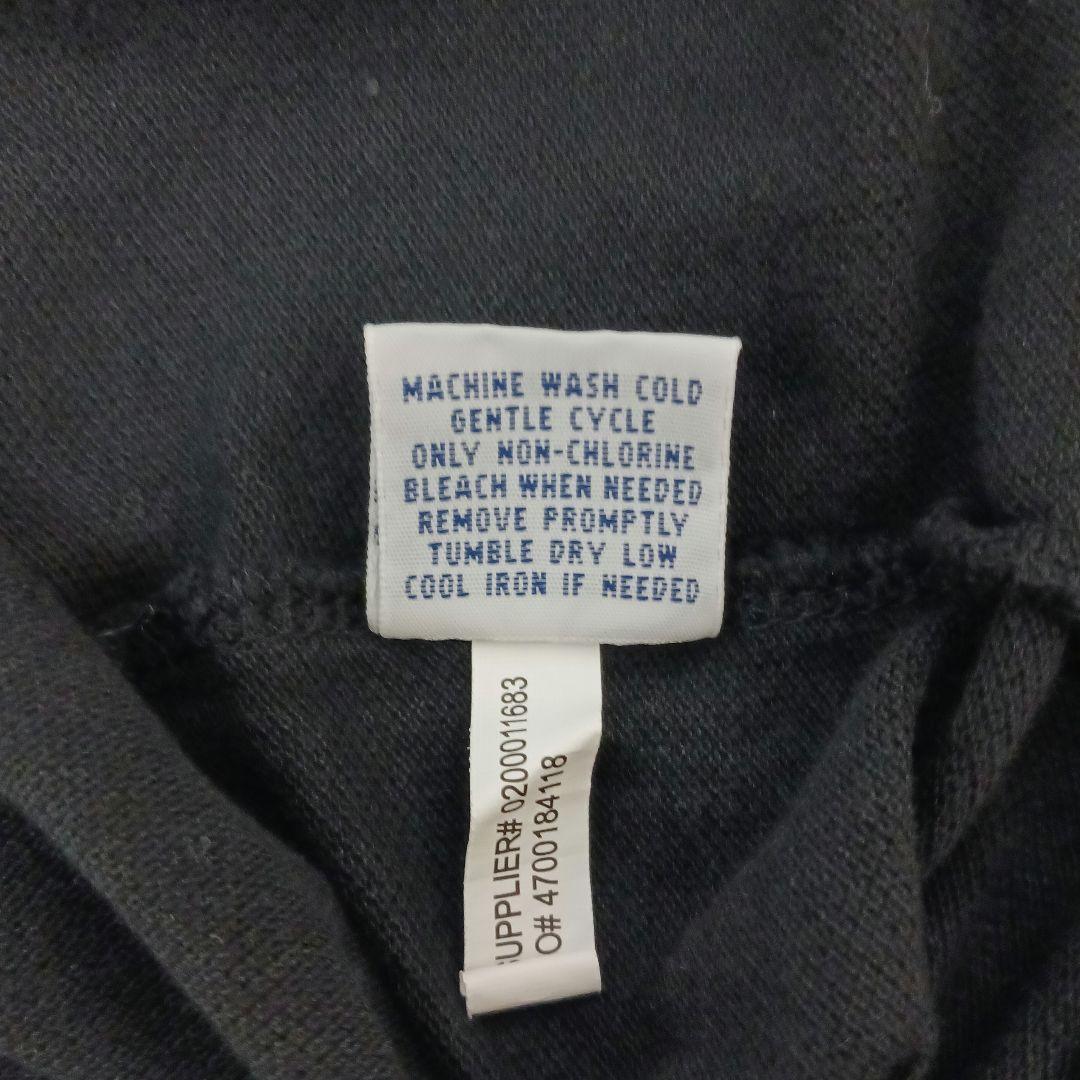 MACHINE WASH COLD
GENTLE CYCLE
ONLY NON-CHLORINE
BLEACH WHEN NEEDED
REMOVE PROMPTLY
TUMBLE DRY LOW
COOL IRON IF NEEDED
UPPLIER# 0200011683
O# 4700184118